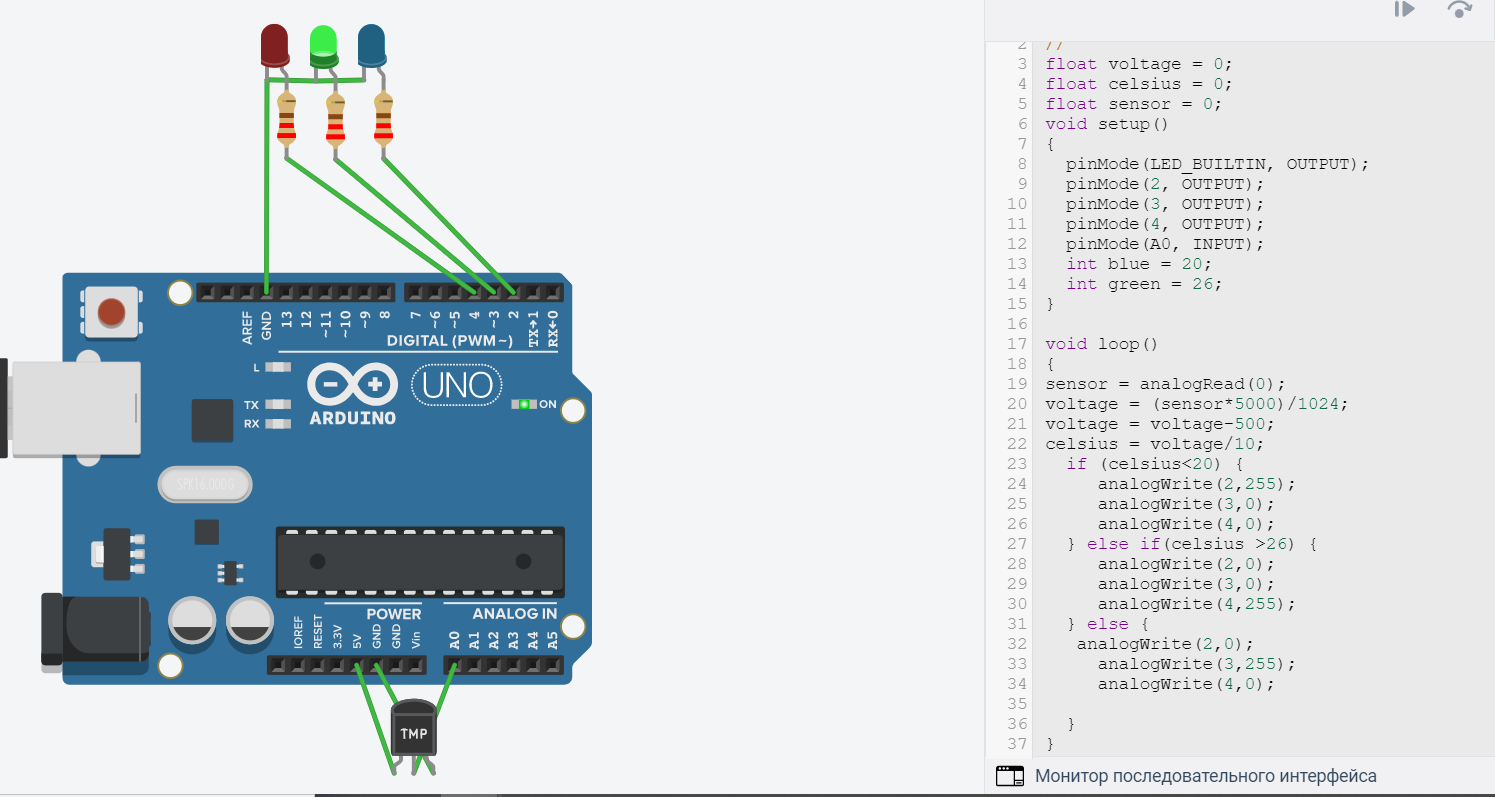 AREF
GND
13
12
~11
~10
~9
8
7
~6
~5
4
~3
2
TX→1
RX←0
DIGITAL (PWM~)
L
TX
RX
ARDUINO
UNO
ON
SPK16.000G
POWER
ANALOG IN
IOREF
RESET
3.3V
5V
GND
GND
Vin
A0
A1
A2
A3
A4
A5
TMP
2 //
3 float voltage = 0;
4 float celsius = 0;
5 float sensor = 0;
6 void setup()
7 {
8   pinMode(LED_BUILTIN, OUTPUT);
9   pinMode(2, OUTPUT);
10   pinMode(3, OUTPUT);
11   pinMode(4, OUTPUT);
12   pinMode(A0, INPUT);
13   int blue = 20;
14   int green = 26;
15 }
16
17 void loop()
18 {
19 sensor = analogRead(0);
20 voltage = (sensor*5000)/1024;
21 voltage = voltage-500;
22 celsius = voltage/10;
23   if (celsius<20) {
24      analogWrite(2,255);
25      analogWrite(3,0);
26      analogWrite(4,0);
27   } else if(celsius >26) {
28      analogWrite(2,0);
29      analogWrite(3,0);
30      analogWrite(4,255);
31   } else {
32    analogWrite(2,0);
33      analogWrite(3,255);
34      analogWrite(4,0);
35
36   }
37 }
Монитор последовательного интерфейса